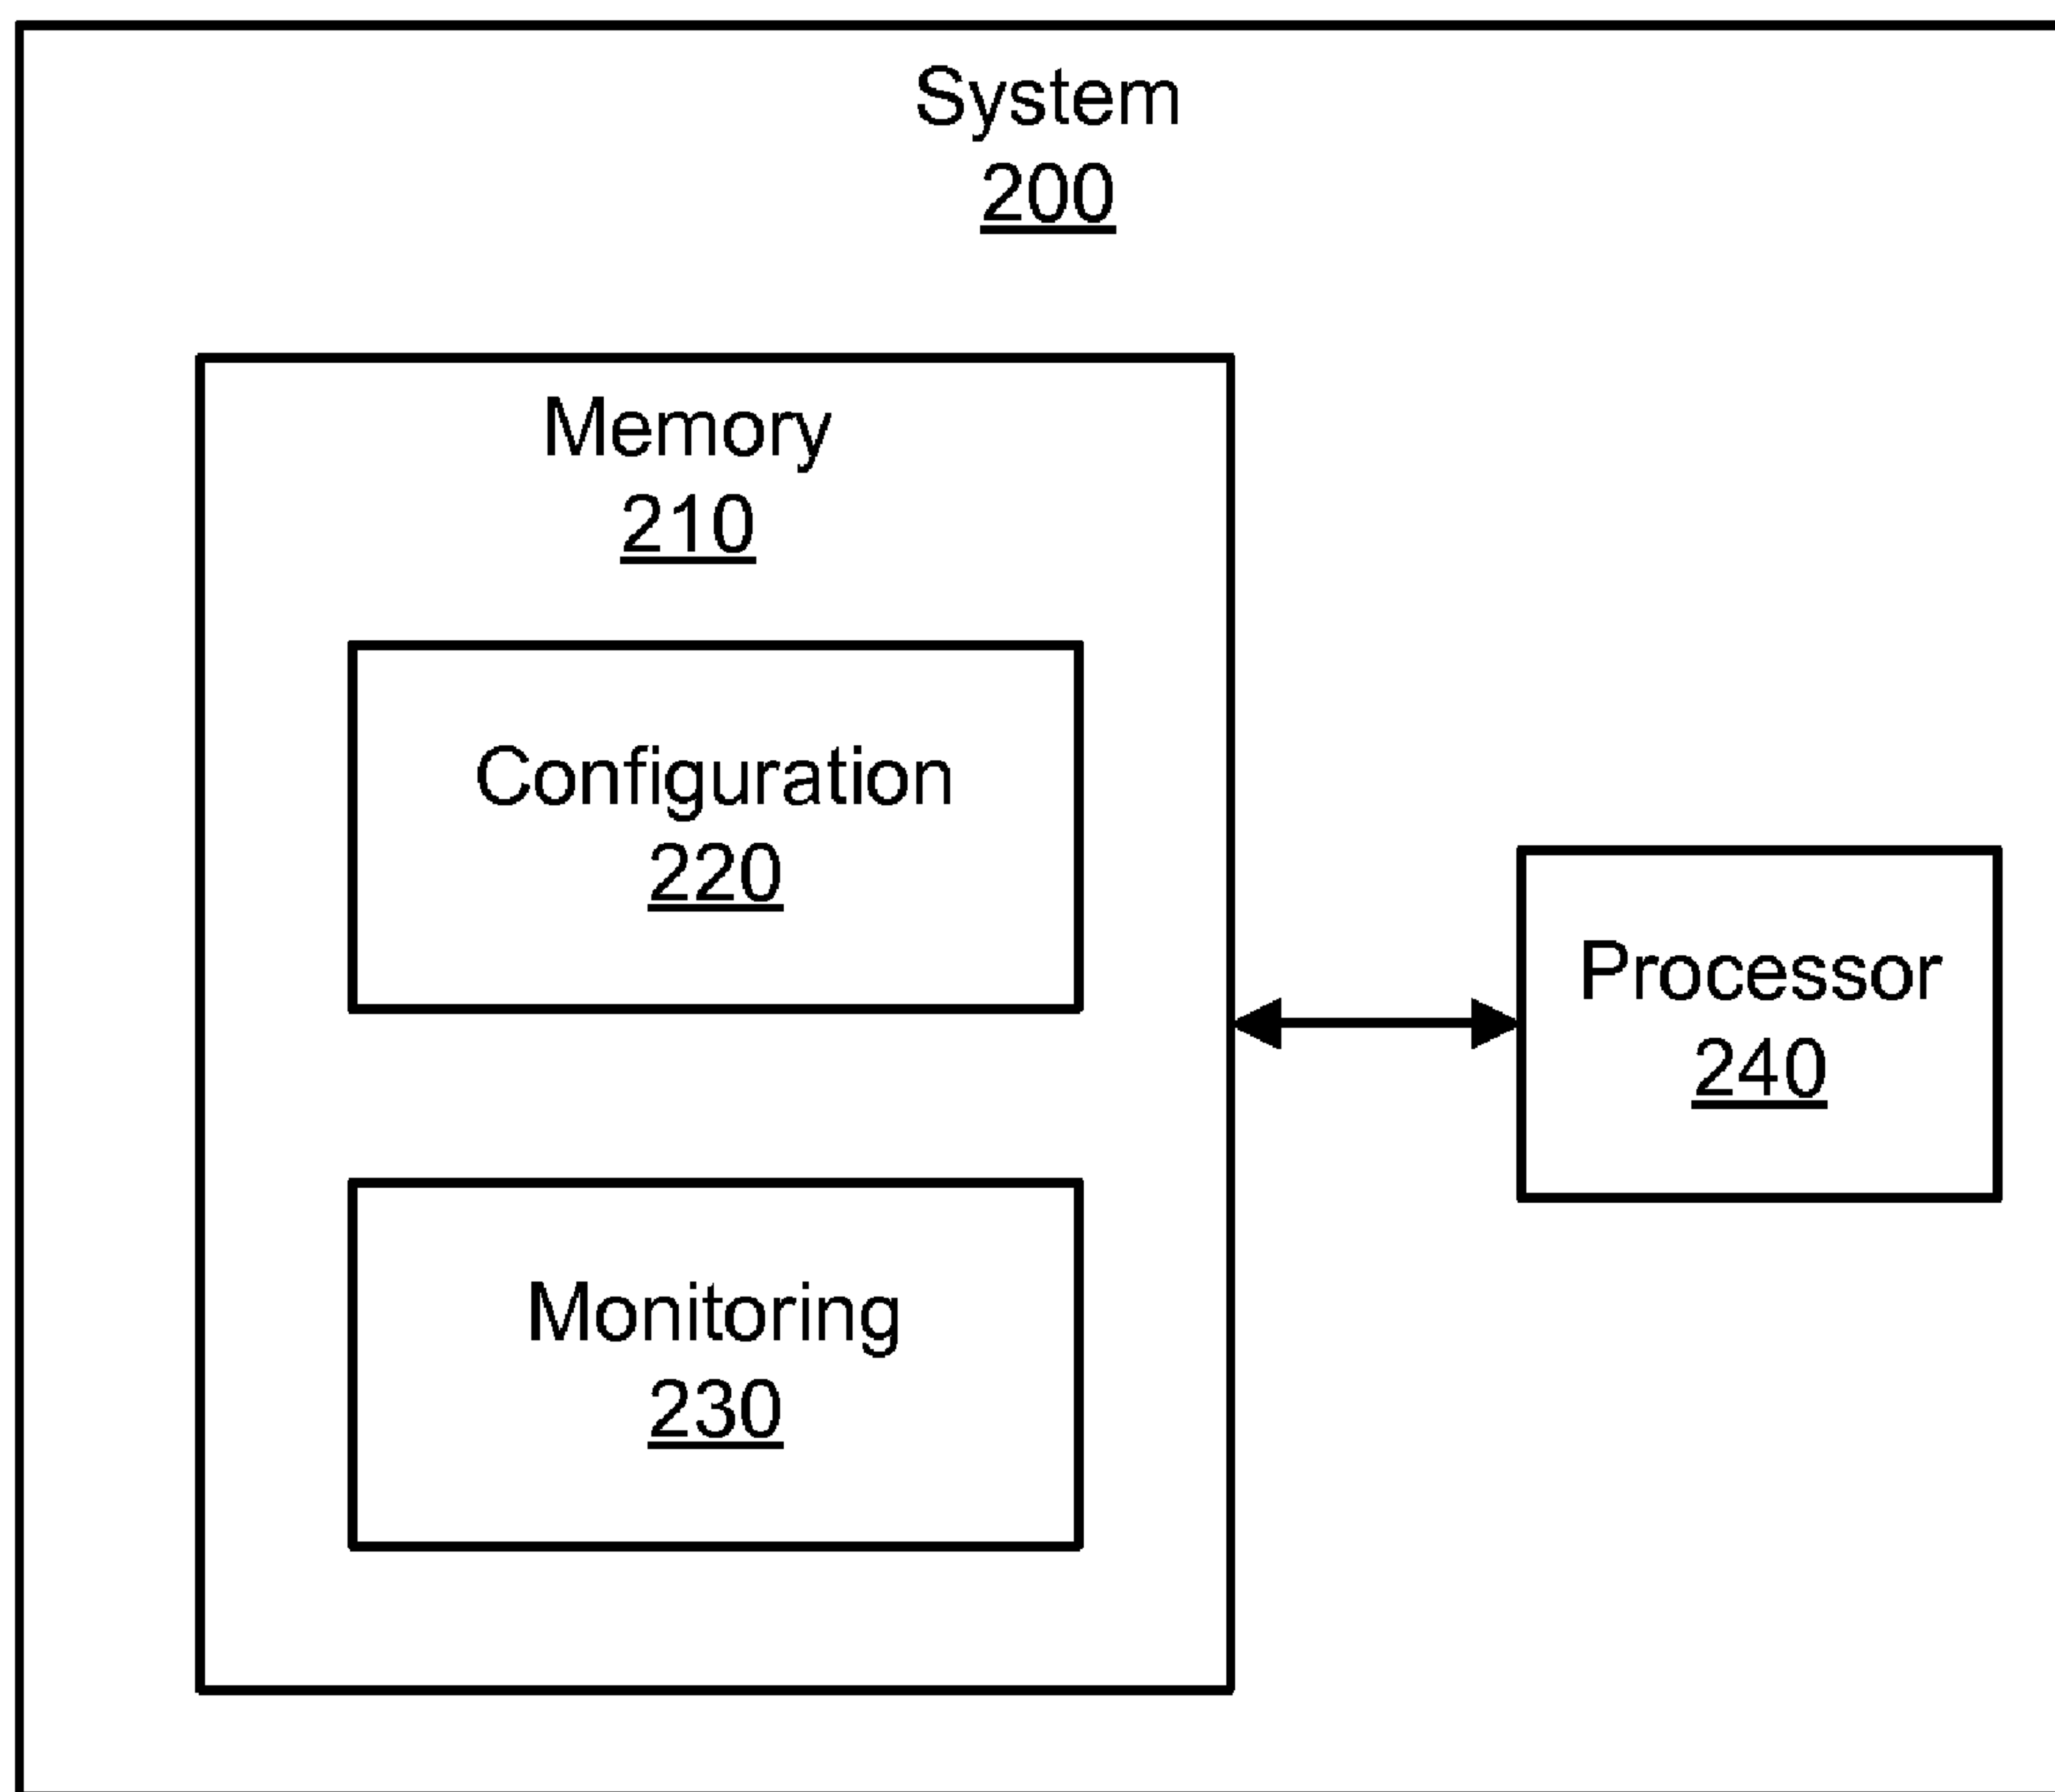 System
200
Memory
210
Configuration
220
Processor
240
Monitoring
230